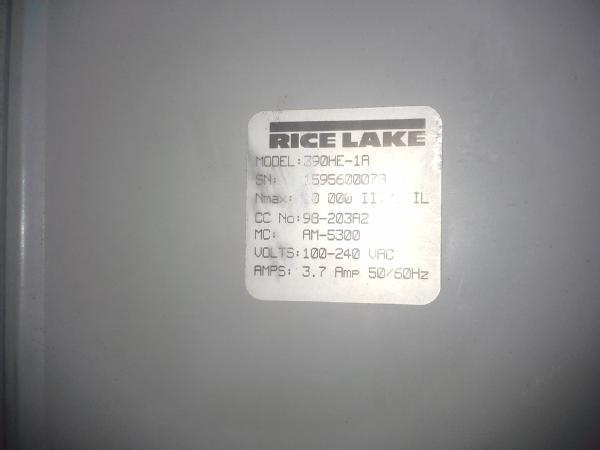 RICE LAKE
MODEL: 390HE-1A
SN:
Nmax: 000
CC No: 98-203A2
MC: AM-5300
VOLTS: 100-240 VAC
AMPS: 3.7 Amp 50/60Hz